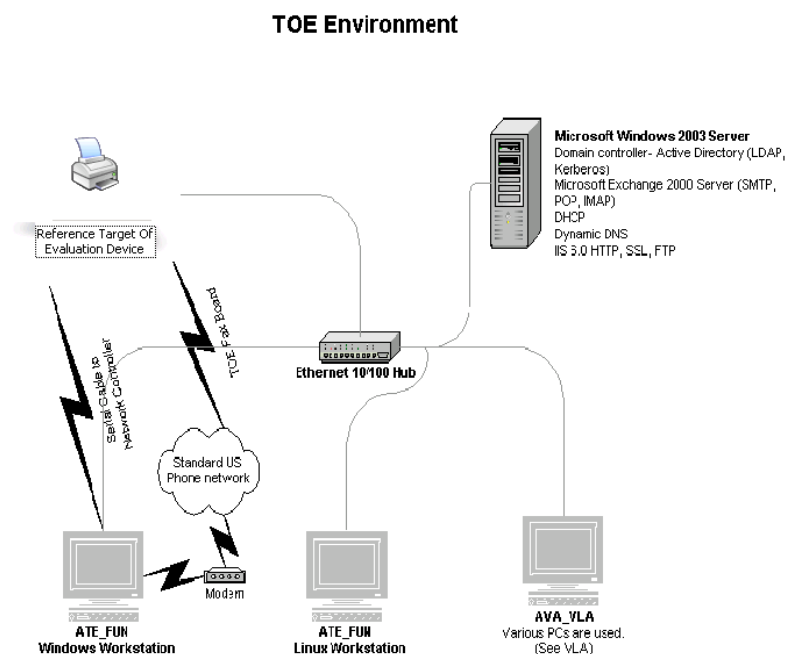 TOE Environment
Microsoft Windows 2003 Server
Domain controller- Active Directory (LDAP,
Kerberos)
Microsoft Exchange 2000 Server (SMTP,
POP, IMAP)
DHCP
Dynamic DNS
IIS 6.0 HTTP, SSL, FTP
Reference Target Of
Evaluation Device
TOE Fax Board
Serial Cable to
Network Controller
Ethernet 10/100 Hub
Standard US
Phone network
Modem
ATE_FUN
Windows Workstation
ATE_FUN
Linux Workstation
AVA_VLA
Various PCs are used.
(See VLA)